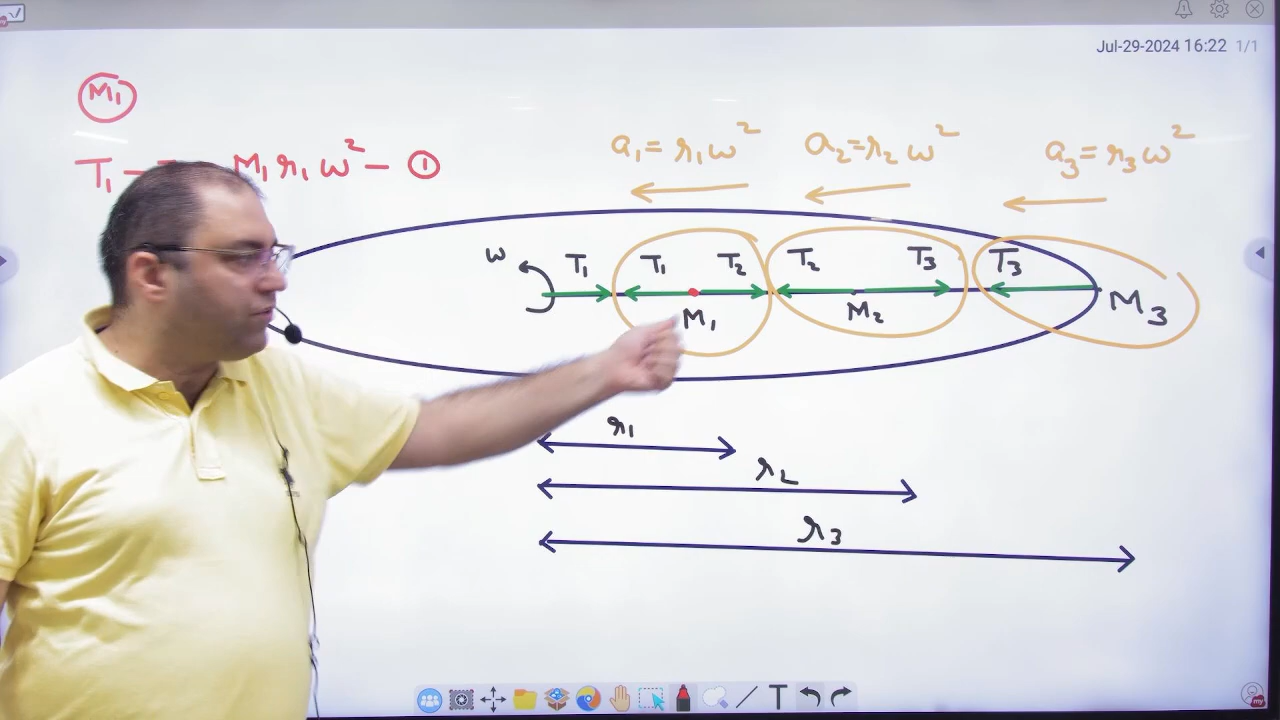 Jul-29-2024 16:22 1/1
M₁
T₁ – M₁ r₁ ω² – ①
a₁ = r₁ω² a₂ = r₂ω² a₃ = r₃ω²
ω T₁ T₁ T₂ T₂ T₃ T₃
M₁ M₂ M₃
r₁
r₂
r₃
T
my